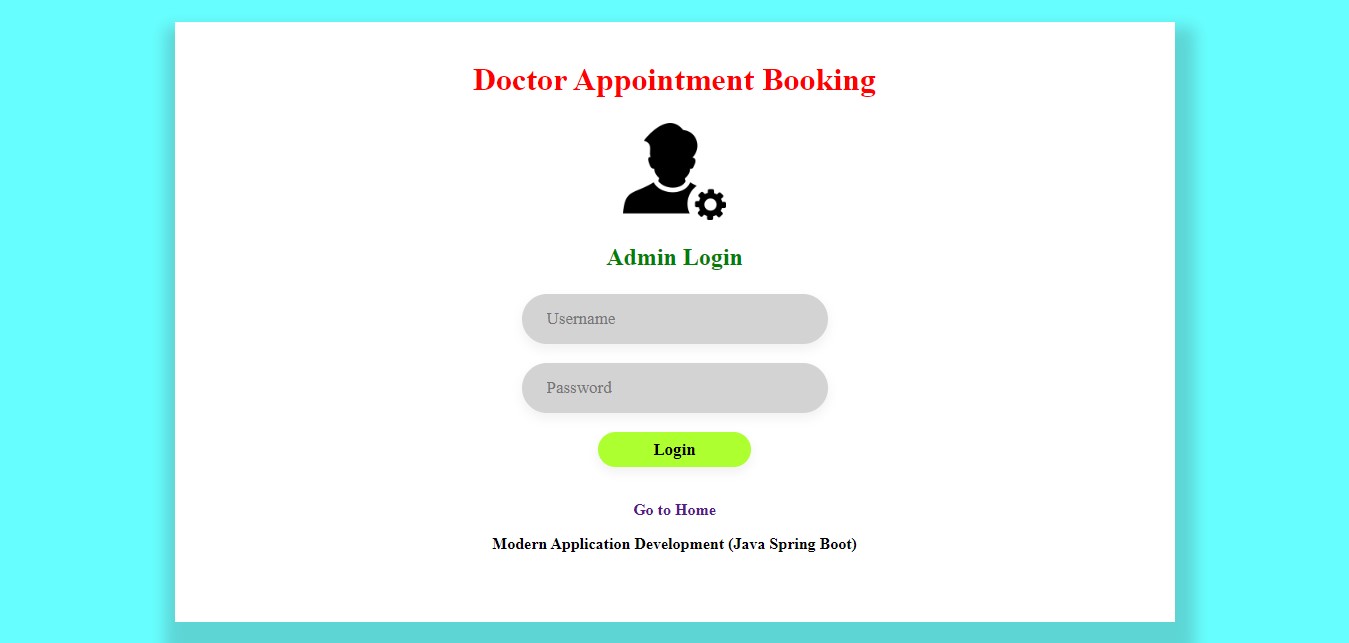 Doctor Appointment Booking
Admin Login
Username
Password
Login
Go to Home
Modern Application Development (Java Spring Boot)